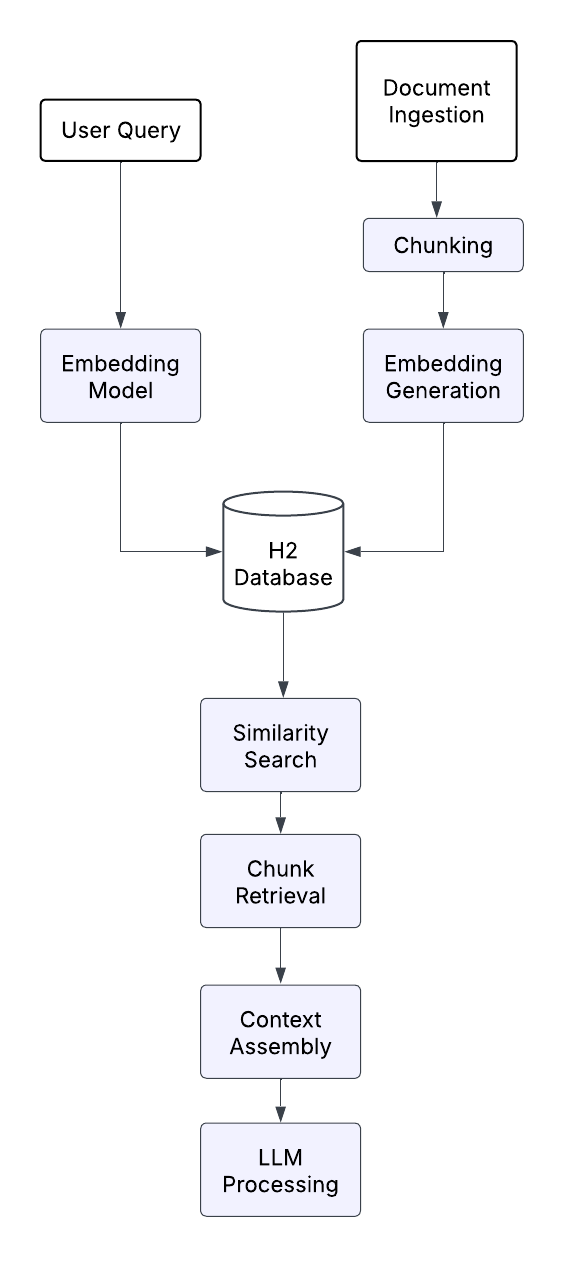 Document
Ingestion
User Query
Chunking
Embedding
Model
Embedding
Generation
H2
Database
Similarity
Search
Chunk
Retrieval
Context
Assembly
LLM
Processing